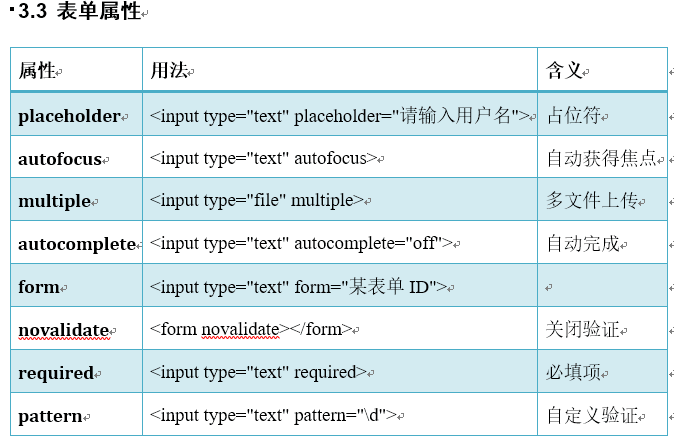 3.3 表单属性
属性 用法 含义
placeholder <input type="text" placeholder="请输入用户名"> 占位符
autofocus <input type="text" autofocus> 自动获得焦点
multiple <input type="file" multiple> 多文件上传
autocomplete <input type="text" autocomplete="off"> 自动完成
form <input type="text" form="某表单 ID">
novalidate <form novalidate></form> 关闭验证
required <input type="text" required> 必填项
pattern <input type="text" pattern="\d"> 自定义验证